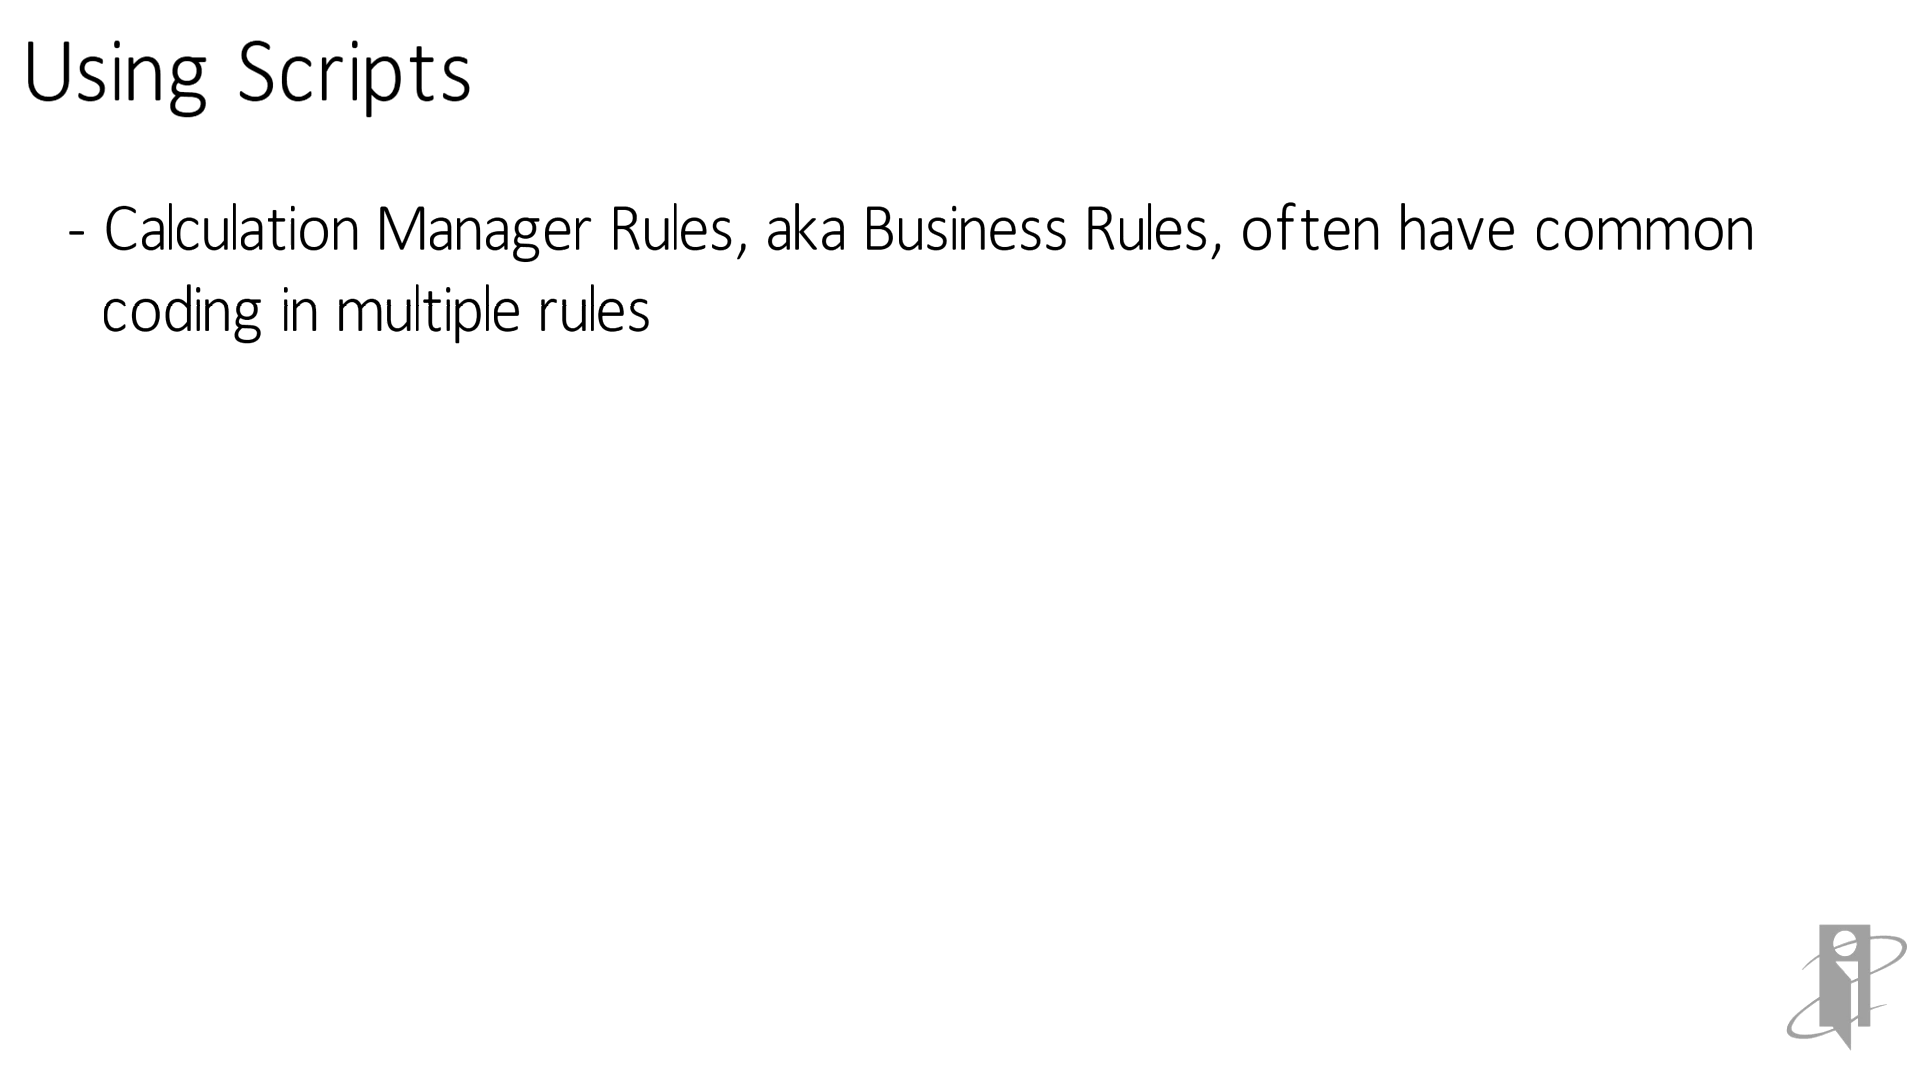 Using Scripts
- Calculation Manager Rules, aka Business Rules, often have common
coding in multiple rules